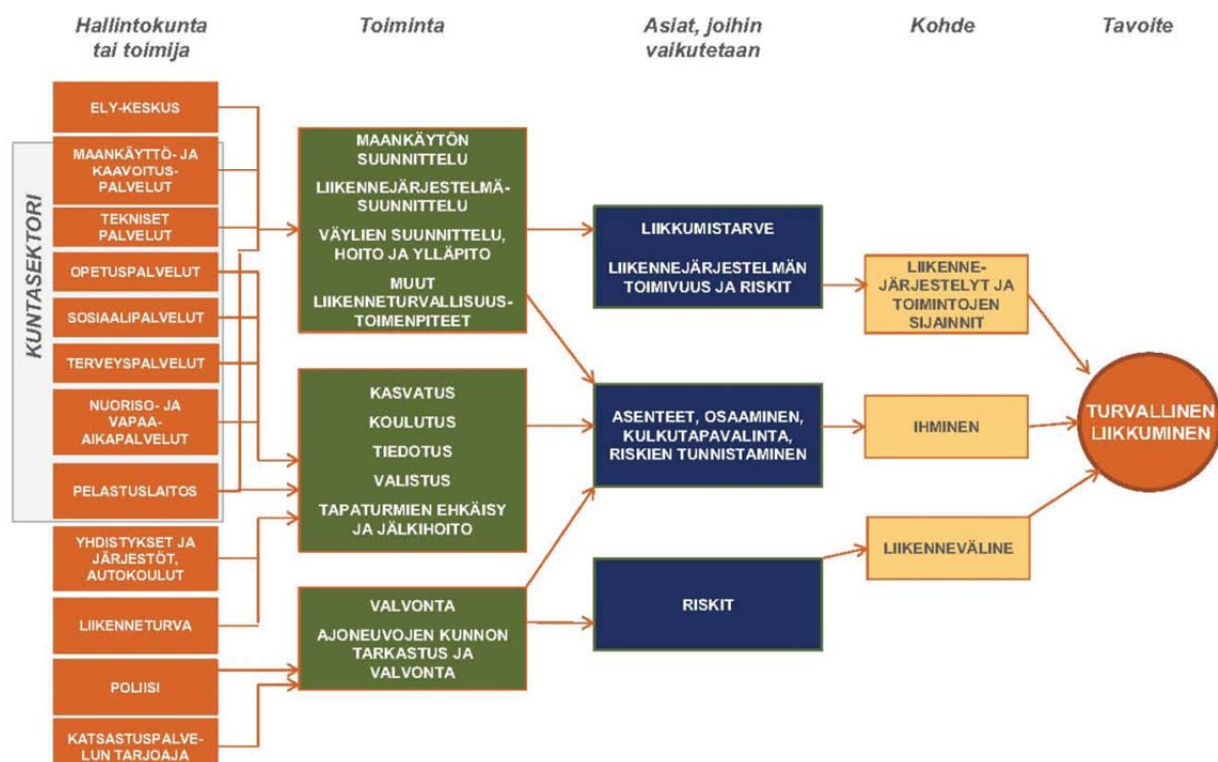 Hallintokunta
tai toimija
Toiminta
Asiat, joihin
vaikutetaan
Kohde
Tavoite
KUNTASEKTORI
ELY-KESKUS
MAANKÄYTTÖ- JA
KAAVOITUS-
PALVELUT
TEKNISET
PALVELUT
OPETUSPALVELUT
SOSIAALIPALVELUT
TERVEYSPALVELUT
NUORISO- JA
VAPAA-
AIKAPALVELUT
PELASTUSLAITOS
YHDISTYKSET JA
JÄRJESTÖT,
AUTOKOULUT
LIIKENNETURVA
POLIISI
KATSASTUSPALVE-
LUN TARJOAJA
MAANKÄYTÖN
SUUNNITTELU
LIIKENNEJÄRJESTELMÄ-
SUUNNITTELU
VÄYLIEN SUUNNITTELU,
HOITO JA YLLÄPITO
MUUT
LIIKENNETURVALLISUUS-
TOIMENPITEET
KASVATUS
KOULUTUS
TIEDOTUS
VALISTUS
TAPATURMIEN EHKÄISY
JA JÄLKIHOITO
VALVONTA
AJONEUVOJEN KUNNON
TARKASTUS JA
VALVONTA
LIIKKUMISTARVE
LIIKENNEJÄRJESTELMÄN
TOIMIVUUS JA RISKIT
ASENTEET, OSAAMINEN,
KULKUTAPAVALINTA,
RISKIEN TUNNISTAMINEN
RISKIT
LIIKENNE-
JÄRJESTELYT JA
TOIMINTOJEN
SIJAINNIT
IHMINEN
LIIKENNEVÄLINE
TURVALLINEN
LIIKKUMINEN